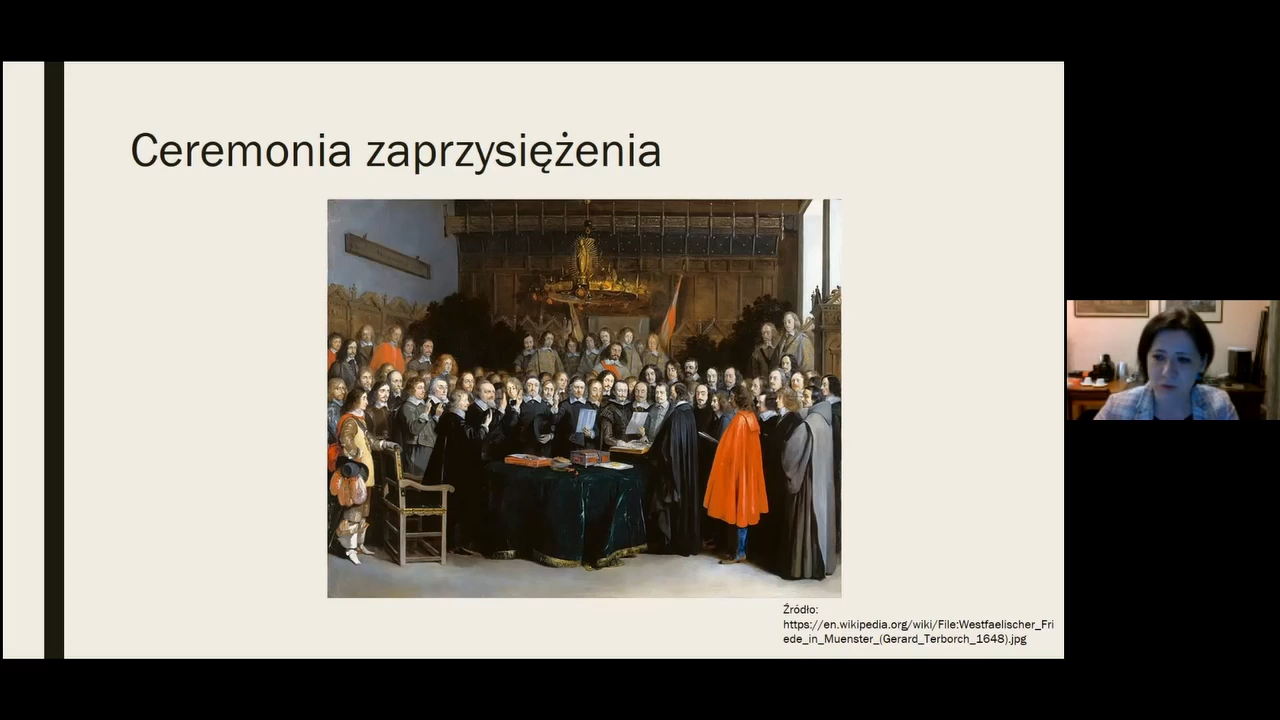 Ceremonia zaprzysiężenia
Źródło:
https://en.wikipedia.org/wiki/File:Westfaelischer_Fri
ede_in_Muenster_(Gerard_Terborch_1648).jpg